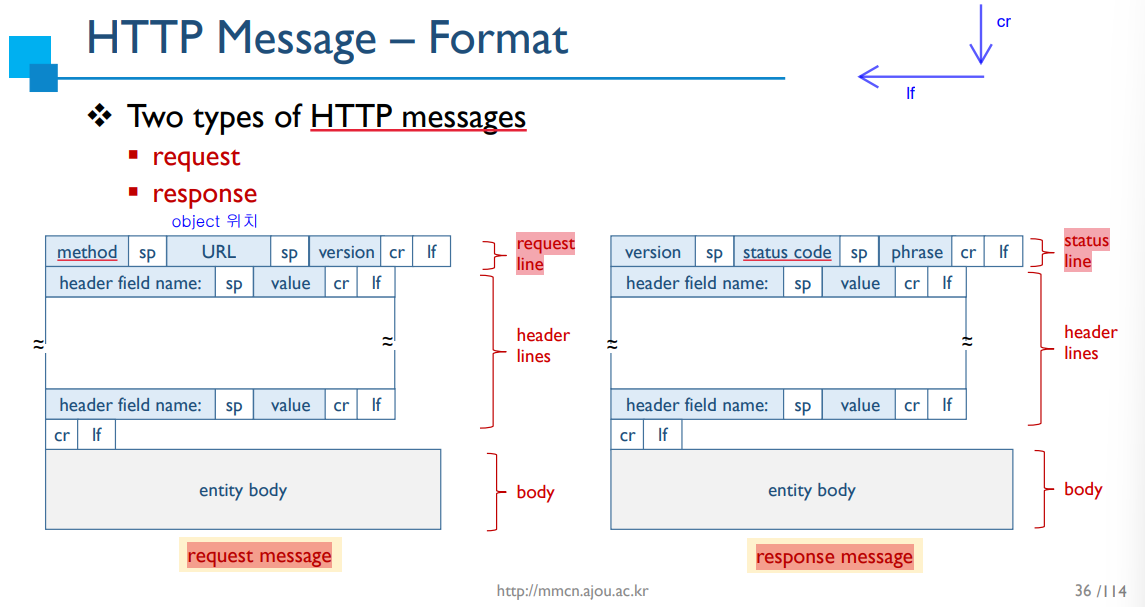 HTTP Message – Format
cr
lf
❖ Two types of HTTP messages
▪ request
▪ response
object 위치
method sp URL sp version cr lf
request line
header field name: sp value cr lf
≈ ≈
header lines
header field name: sp value cr lf
cr lf
entity body
body
request message
version sp status code sp phrase cr lf
status line
header field name: sp value cr lf
≈ ≈
header lines
header field name: sp value cr lf
cr lf
entity body
body
response message
http://mmcn.ajou.ac.kr
36 /114